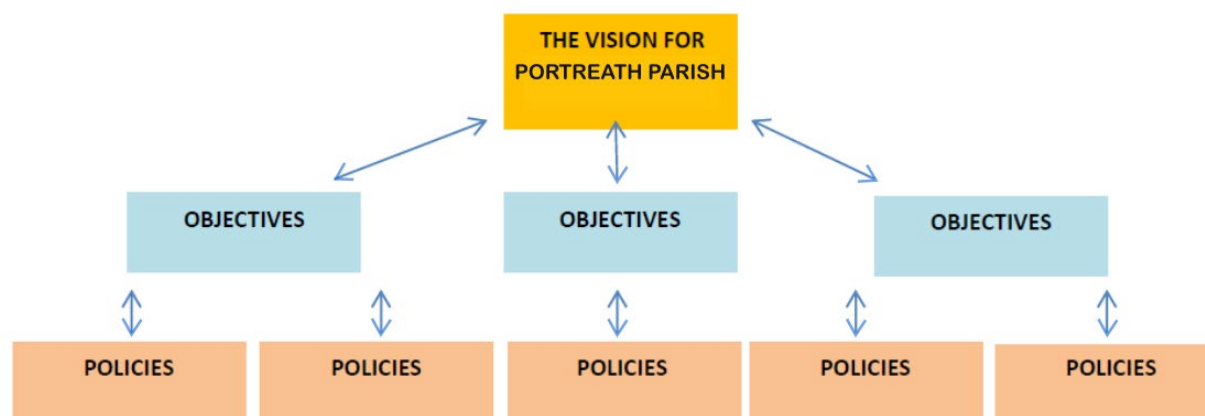 THE VISION FOR
PORTREATH PARISH
OBJECTIVES
OBJECTIVES
OBJECTIVES
POLICIES
POLICIES
POLICIES
POLICIES
POLICIES